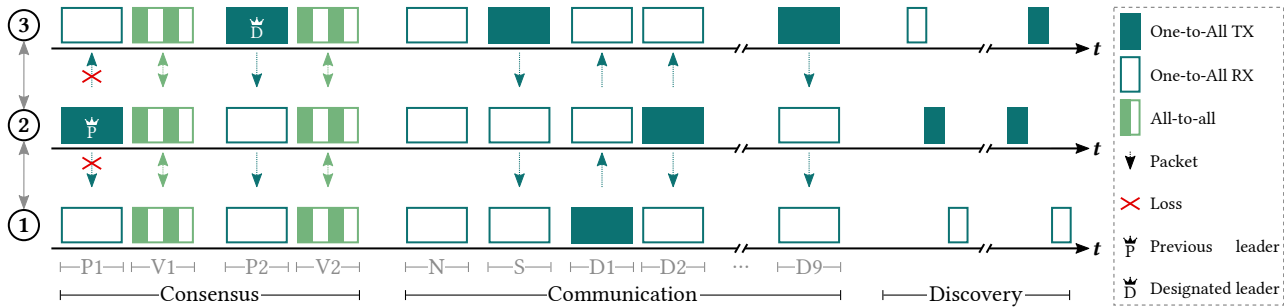 3
D
t
One-to-All TX
One-to-All RX
All-to-all
2
P
t
Packet
Loss
1
t
P Previous leader
D Designated leader
P1 V1 P2 V2 N S D1 D2 ... D9
Consensus Communication Discovery